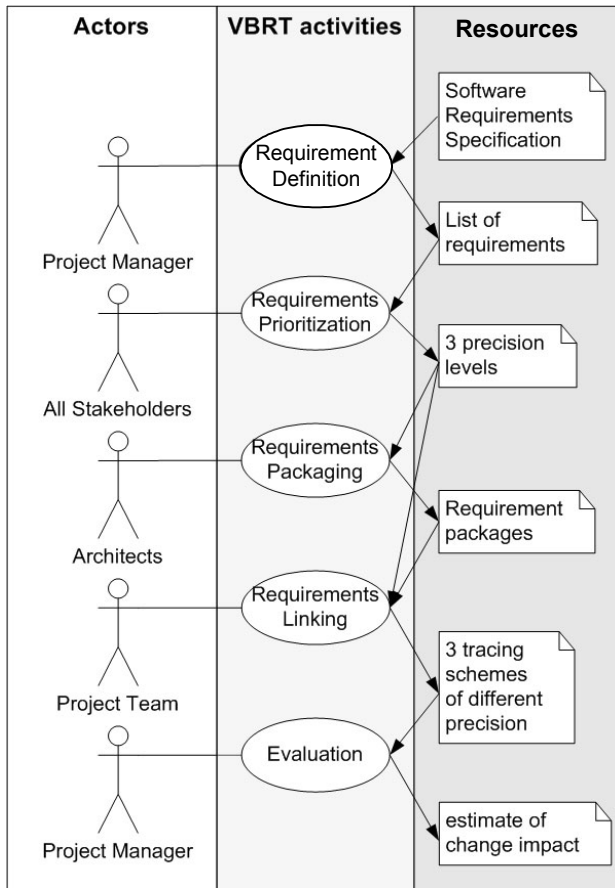 Actors
VBRT activities
Resources
Software
Requirements
Specification
Requirement
Definition
Project Manager
List of
requirements
Requirements
Prioritization
3 precision
levels
All Stakeholders
Requirements
Packaging
Architects
Requirement
packages
Requirements
Linking
Project Team
3 tracing
schemes
of different
precision
Evaluation
Project Manager
estimate of
change impact